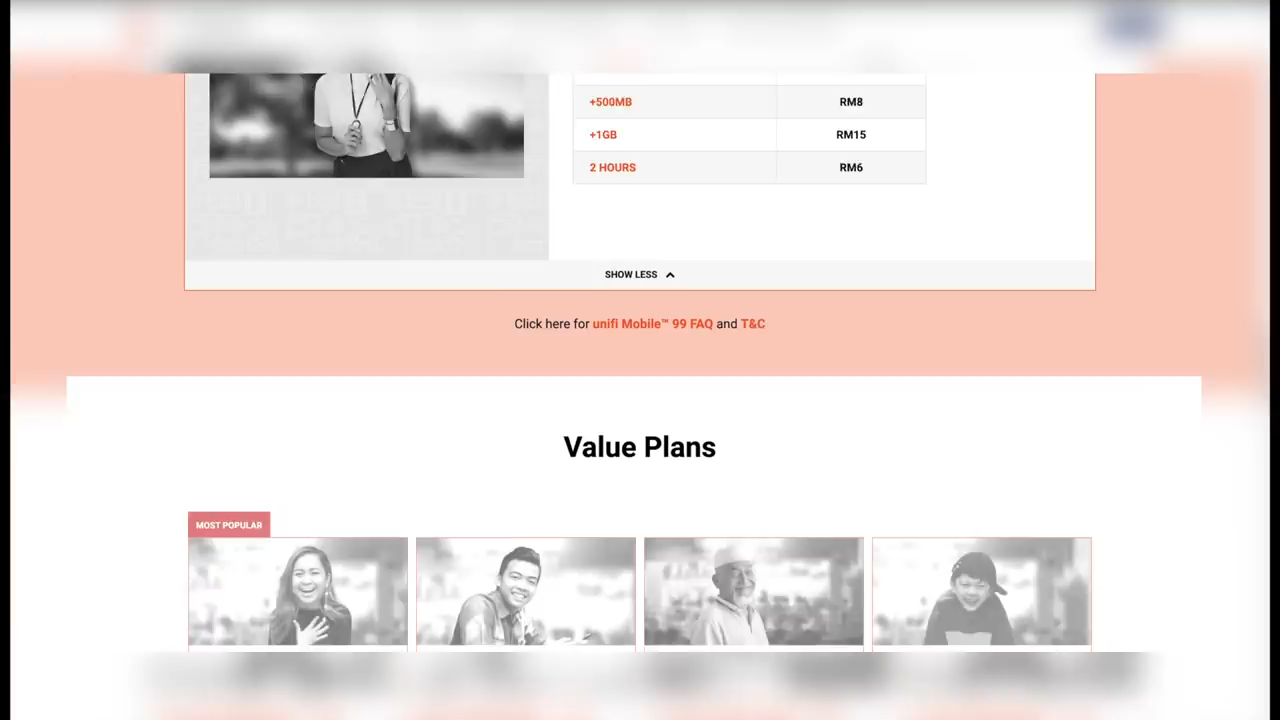 +500MB RM8
+1GB RM15
2 HOURS RM6
SHOW LESS
Click here for unifi Mobile™ 99 FAQ and T&C
Value Plans
MOST POPULAR